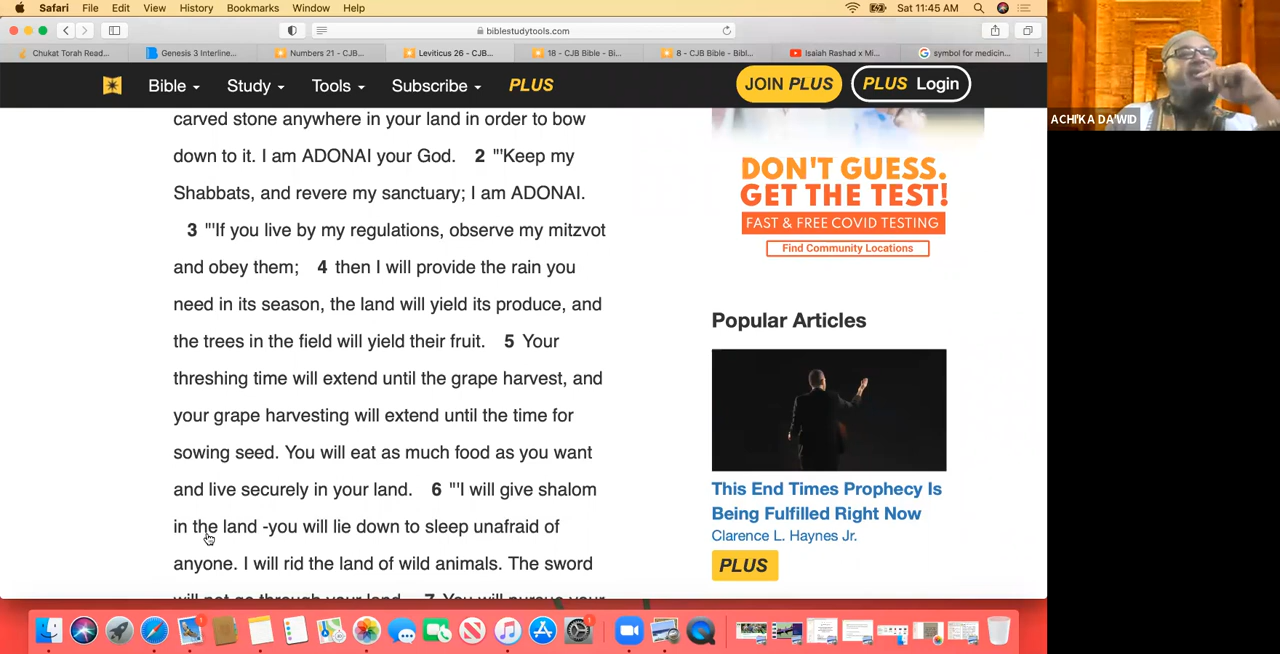 Safari File Edit View History Bookmarks Window Help Sat 11:45 AM
biblestudytools.com
Chukat Torah Read... Genesis 3 Interline... Numbers 21 - CJB... Leviticus 26 - CJB... 18 - CJB Bible - Bi... 8 - CJB Bible - Bibl... Isaiah Rashad x Mi... symbol for medicin...
Bible Study Tools Subscribe PLUS JOIN PLUS PLUS Login
ACHI'KA DA'WID
carved stone anywhere in your land in order to bow
down to it. I am ADONAI your God. 2 "'Keep my
Shabbats, and revere my sanctuary; I am ADONAI.
3 "'If you live by my regulations, observe my mitzvot
and obey them; 4 then I will provide the rain you
need in its season, the land will yield its produce, and
the trees in the field will yield their fruit. 5 Your
threshing time will extend until the grape harvest, and
your grape harvesting will extend until the time for
sowing seed. You will eat as much food as you want
and live securely in your land. 6 "'I will give shalom
in the land -you will lie down to sleep unafraid of
anyone. I will rid the land of wild animals. The sword
will not go through your land. 7 You will pursue your
DON'T GUESS.
GET THE TEST!
FAST & FREE COVID TESTING
Find Community Locations
Popular Articles
This End Times Prophecy Is
Being Fulfilled Right Now
Clarence L. Haynes Jr.
PLUS